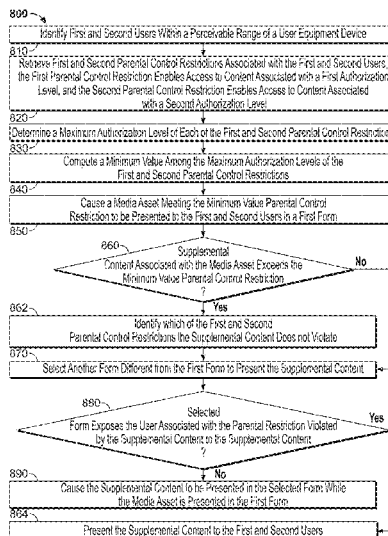 800
Identify First and Second Users Within a Perceivable Range of a User Equipment Device
810
Retrieve First and Second Parental Control Restrictions Associated with the First and Second Users,
the First Parental Control Restriction Enables Access to Content Associated with a First Authorization
Level, and the Second Parental Control Restriction Enables Access to Content Associated
with a Second Authorization Level
820
Determine a Maximum Authorization Level of Each of the First and Second Parental Control Restriction
830
Compute a Minimum Value Among the Maximum Authorization Levels of the
First and Second Parental Control Restrictions
840
Cause a Media Asset Meeting the Minimum Value Parental Control
Restriction to be Presented to the First and Second Users in a First Form
850
860
Supplemental
Content Associated with the Media Asset Exceeds the
Minimum Value Parental Control Restriction
?
No
Yes
862
Identify which of the First and Second
Parental Control Restrictions the Supplemental Content Does not Violate
870
Select Another Form Different from the First Form to Present the Supplemental Content
880
Selected
Form Exposes the User Associated with the Parental Restriction Violated
by the Supplemental Content to the Supplemental Content
?
Yes
No
890
Cause the Supplemental Content to be Presented in the Selected Form While
the Media Asset is Presented in the First Form
864
Present the Supplemental Content to the First and Second Users